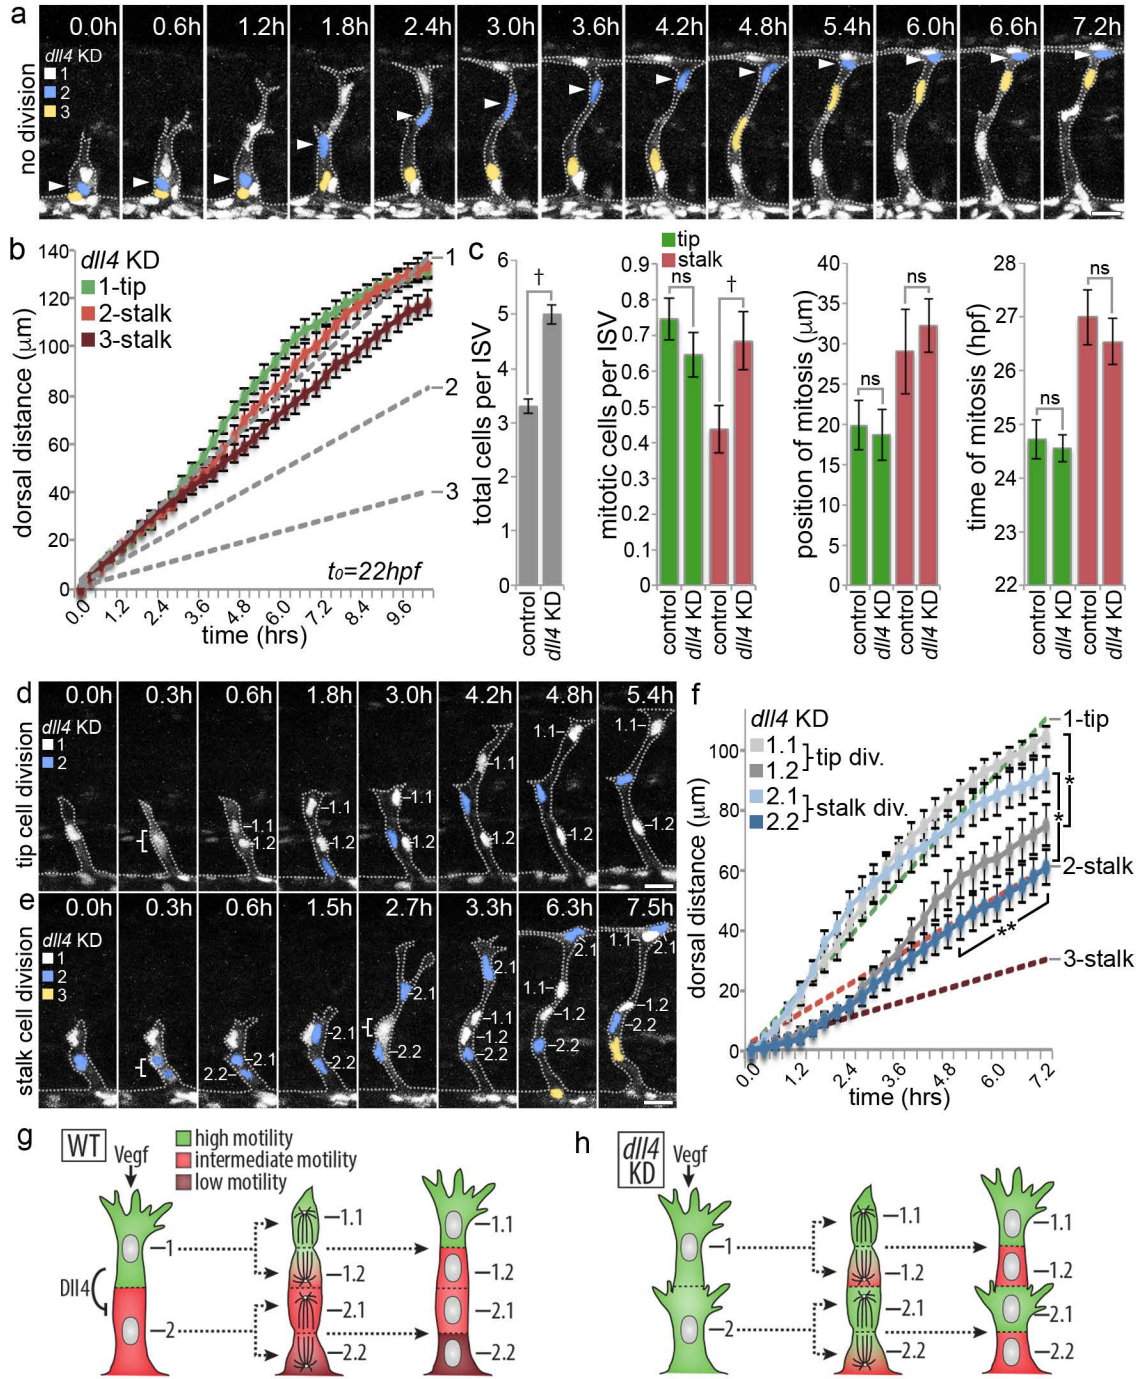 a
0.0h 0.6h 1.2h 1.8h 2.4h 3.0h 3.6h 4.2h 4.8h 5.4h 6.0h 6.6h 7.2h
dll4 KD
1
2
3
no division
b
140
120
100
80
60
40
20
0
dorsal distance (µm)
dll4 KD
1-tip
2-stalk
3-stalk
1
2
3
t₀=22hpf
0.0 1.2 2.4 3.6 4.8 6.0 7.2 8.4 9.6
time (hrs)
c
tip
stalk
6
5
4
3
2
1
0
total cells per ISV
†
control
dll4 KD
0.9
0.8
0.7
0.6
0.5
0.4
0.3
0.2
0.1
0
mitotic cells per ISV
ns
†
control
dll4 KD
control
dll4 KD
40
35
30
25
20
15
10
5
0
position of mitosis (µm)
ns
ns
control
dll4 KD
control
dll4 KD
28
27
26
25
24
23
22
time of mitosis (hpf)
ns
ns
control
dll4 KD
control
dll4 KD
d
0.0h 0.3h 0.6h 1.8h 3.0h 4.2h 4.8h 5.4h
dll4 KD
1
2
tip cell division
1.1
1.2
1.1
1.2
1.1
1.2
1.1
1.2
1.1
1.2
1.1
1.2
e
0.0h 0.3h 0.6h 1.5h 2.7h 3.3h 6.3h 7.5h
dll4 KD
1
2
3
stalk cell division
2.1
2.2
2.1
2.2
2.1
2.2
2.1
1.1
1.2
2.2
2.1
1.1
1.2
2.2
1.1
2.1
1.2
2.2
f
dll4 KD
1.1
1.2
tip div.
2.1
2.2
stalk div.
100
80
60
40
20
0
dorsal distance (µm)
1-tip
2-stalk
3-stalk
*
*
**
0.0 1.2 2.4 3.6 4.8 6.0 7.2
time (hrs)
g
WT
Vegf
high motility
intermediate motility
low motility
Dll4
1
2
1.1
1.2
2.1
2.2
1.1
1.2
2.1
2.2
h
dll4 KD
Vegf
1
2
1.1
1.2
2.1
2.2
1.1
1.2
2.1
2.2